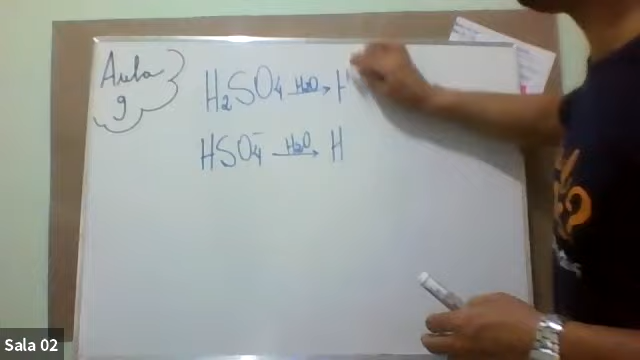 Aula
9
H₂SO₄ —H₂O→ H
HSO₄⁻ —H₂O→ H
?
Sala 02